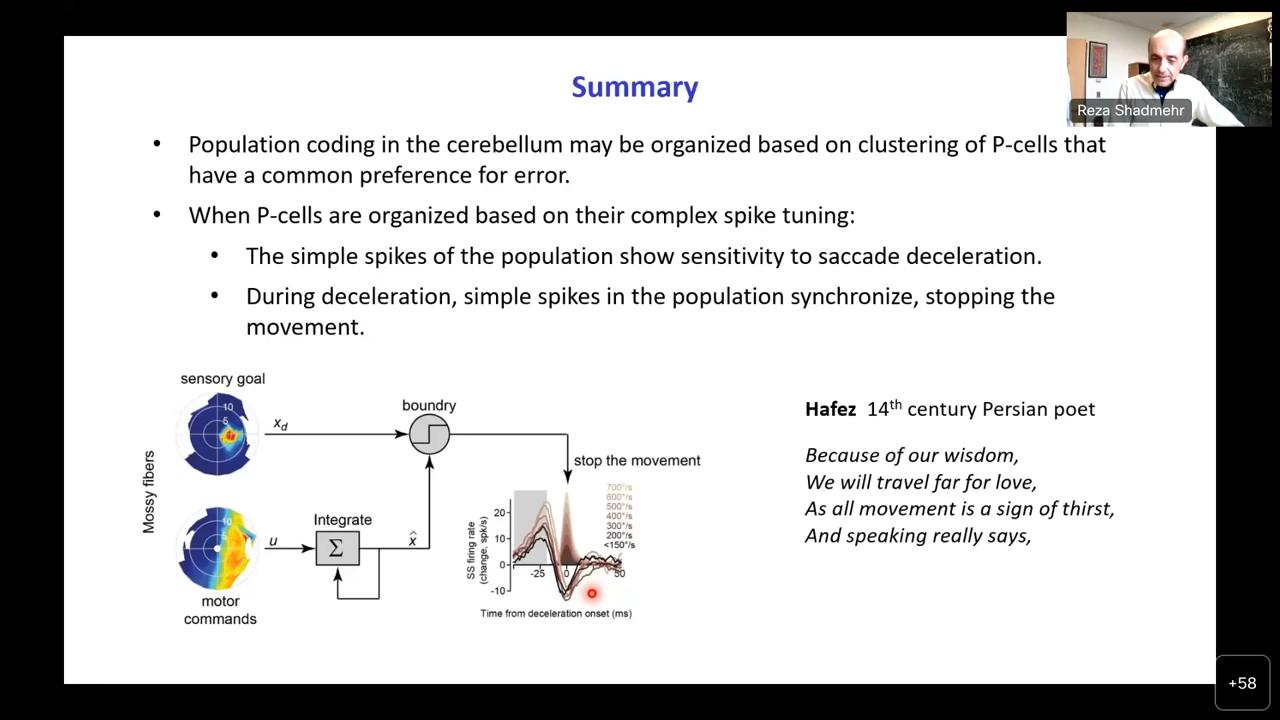 Summary
Reza Shadmehr
• Population coding in the cerebellum may be organized based on clustering of P-cells that
have a common preference for error.
• When P-cells are organized based on their complex spike tuning:
• The simple spikes of the population show sensitivity to saccade deceleration.
• During deceleration, simple spikes in the population synchronize, stopping the
movement.
sensory goal
10
5
x_d
boundry
stop the movement
Mossy fibers
10
5
motor
commands
u
Integrate
Σ
x̂
700°/s
600°/s
500°/s
400°/s
300°/s
200°/s
<150°/s
SS firing rate
(change, spk/s)
20
10
0
-10
-25 0 50
Time from deceleration onset (ms)
Hafez 14th century Persian poet
Because of our wisdom,
We will travel far for love,
As all movement is a sign of thirst,
And speaking really says,
+58